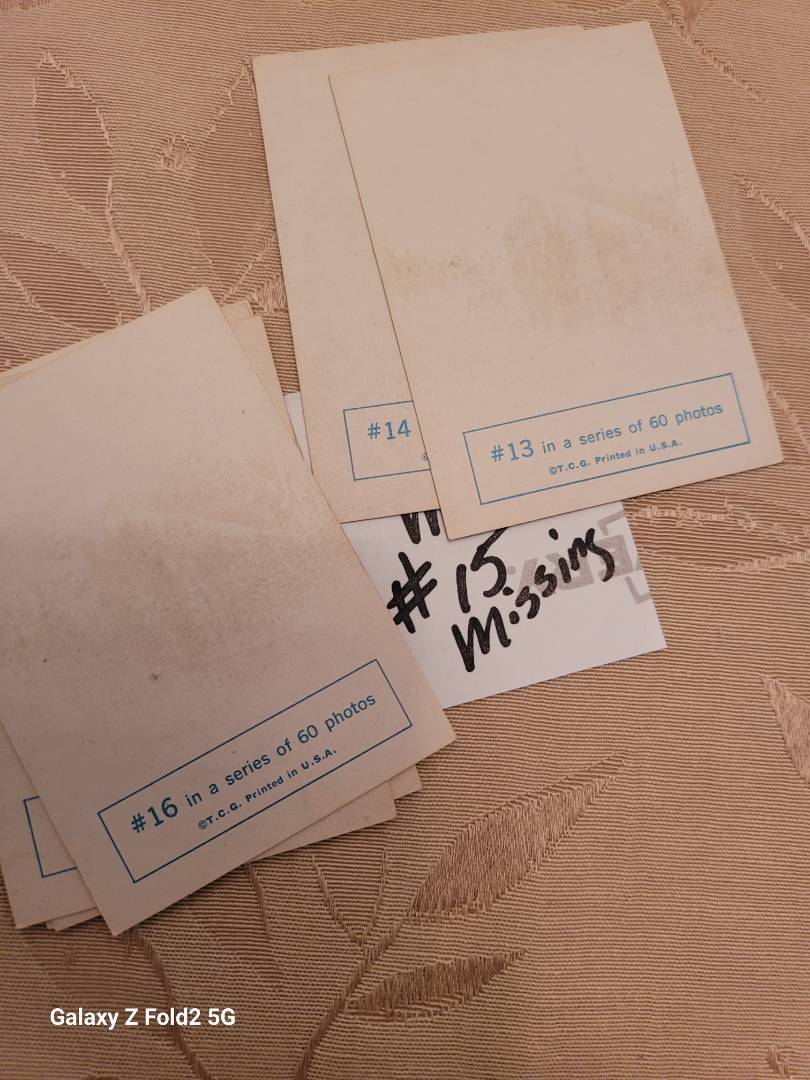 #14
#13 in a series of 60 photos
©T.C.G. Printed in U.S.A.
# 15
Missing
#16 in a series of 60 photos
©T.C.G. Printed in U.S.A.
Galaxy Z Fold2 5G